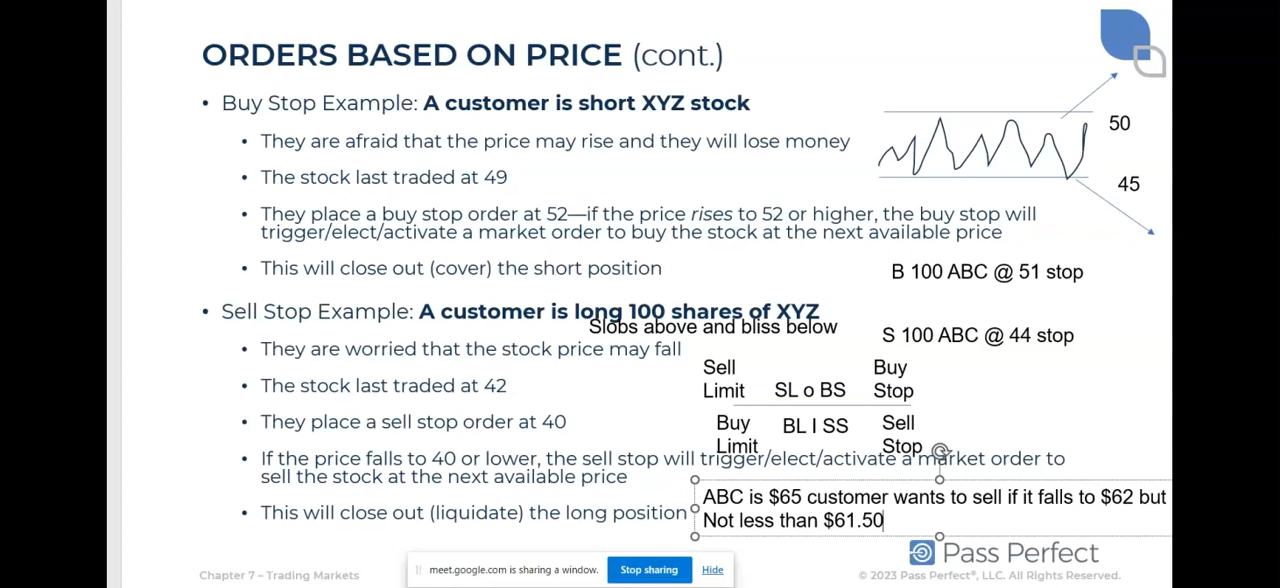 ORDERS BASED ON PRICE (cont.)
• Buy Stop Example: A customer is short XYZ stock
• They are afraid that the price may rise and they will lose money
• The stock last traded at 49
• They place a buy stop order at 52—if the price rises to 52 or higher, the buy stop will
trigger/elect/activate a market order to buy the stock at the next available price
• This will close out (cover) the short position
50
45
B 100 ABC @ 51 stop
• Sell Stop Example: A customer is long 100 shares of XYZ
Slobs above and bliss below
S 100 ABC @ 44 stop
• They are worried that the stock price may fall
• The stock last traded at 42
• They place a sell stop order at 40
• If the price falls to 40 or lower, the sell stop will trigger/elect/activate a market order to
sell the stock at the next available price
• This will close out (liquidate) the long position
Sell
Limit
SL o BS
Buy
Stop
Buy
Limit
BL I SS
Sell
Stop
ABC is $65 customer wants to sell if it falls to $62 but
Not less than $61.50
Pass Perfect
Chapter 7 – Trading Markets
© 2023 Pass Perfect®, LLC. All Rights Reserved.
meet.google.com is sharing a window.
Stop sharing
Hide